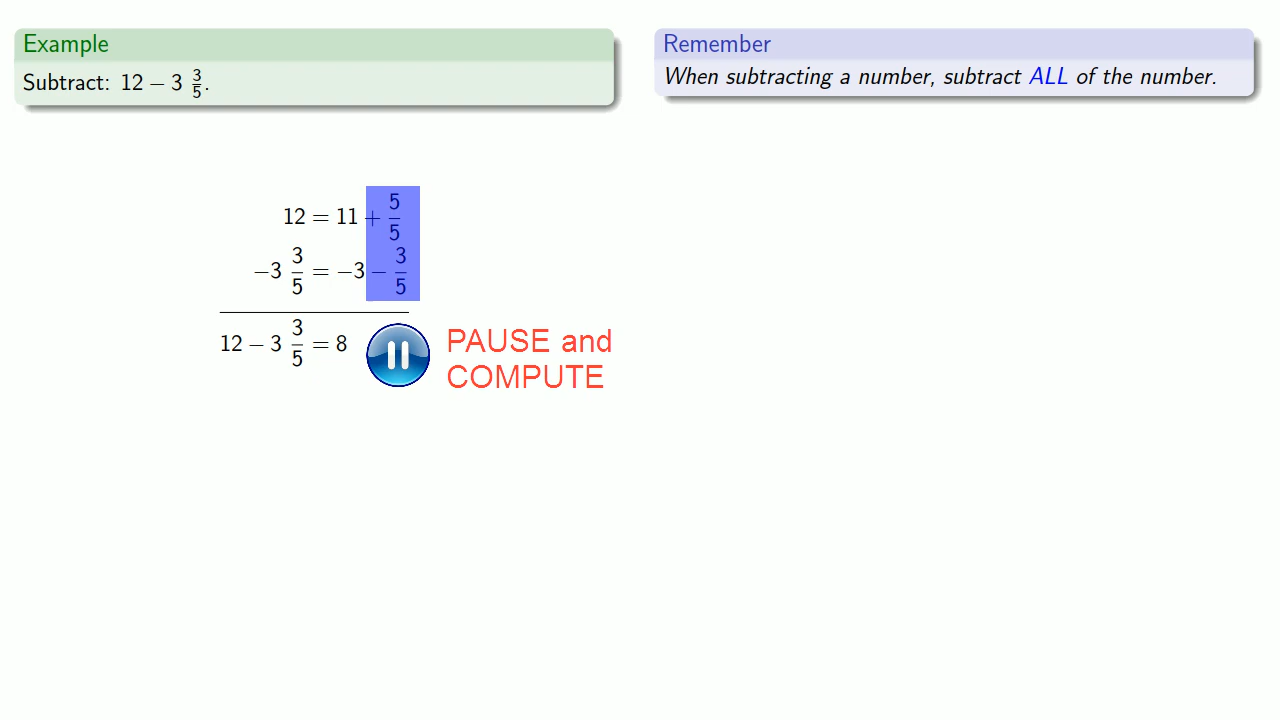 Example
Subtract: 12 − 3 3/5.
Remember
When subtracting a number, subtract ALL of the number.
12 = 11 + 5/5
−3 3/5 = −3 − 3/5
12 − 3 3/5 = 8
PAUSE and
COMPUTE